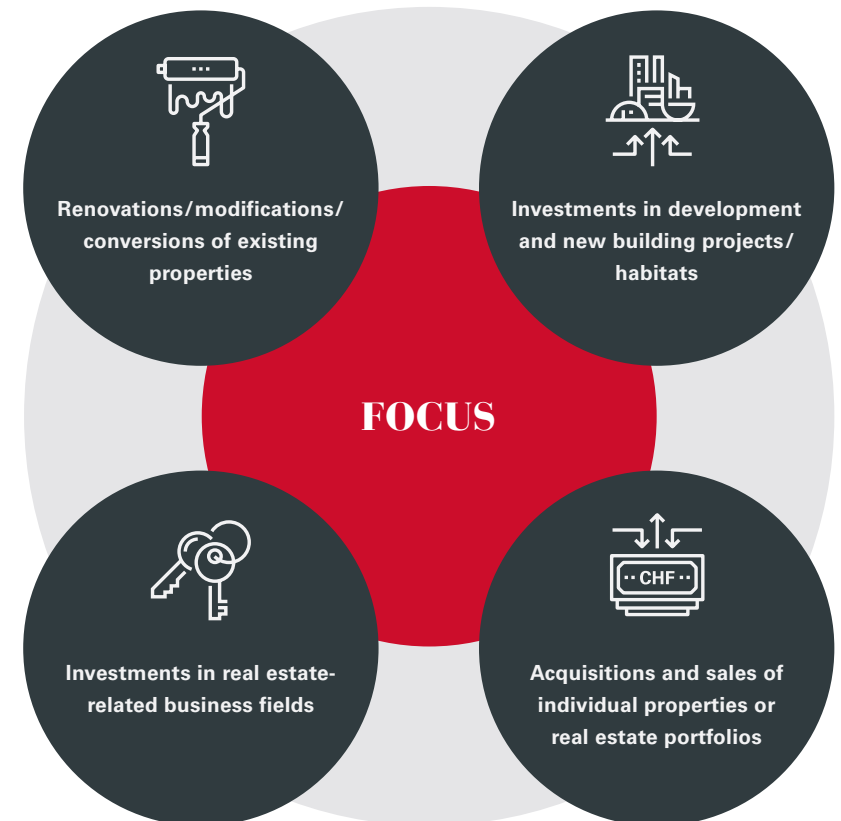 Renovations/modifications/
conversions of existing
properties
Investments in development
and new building projects/
habitats
FOCUS
Investments in real estate-
related business fields
CHF
Acquisitions and sales of
individual properties or
real estate portfolios